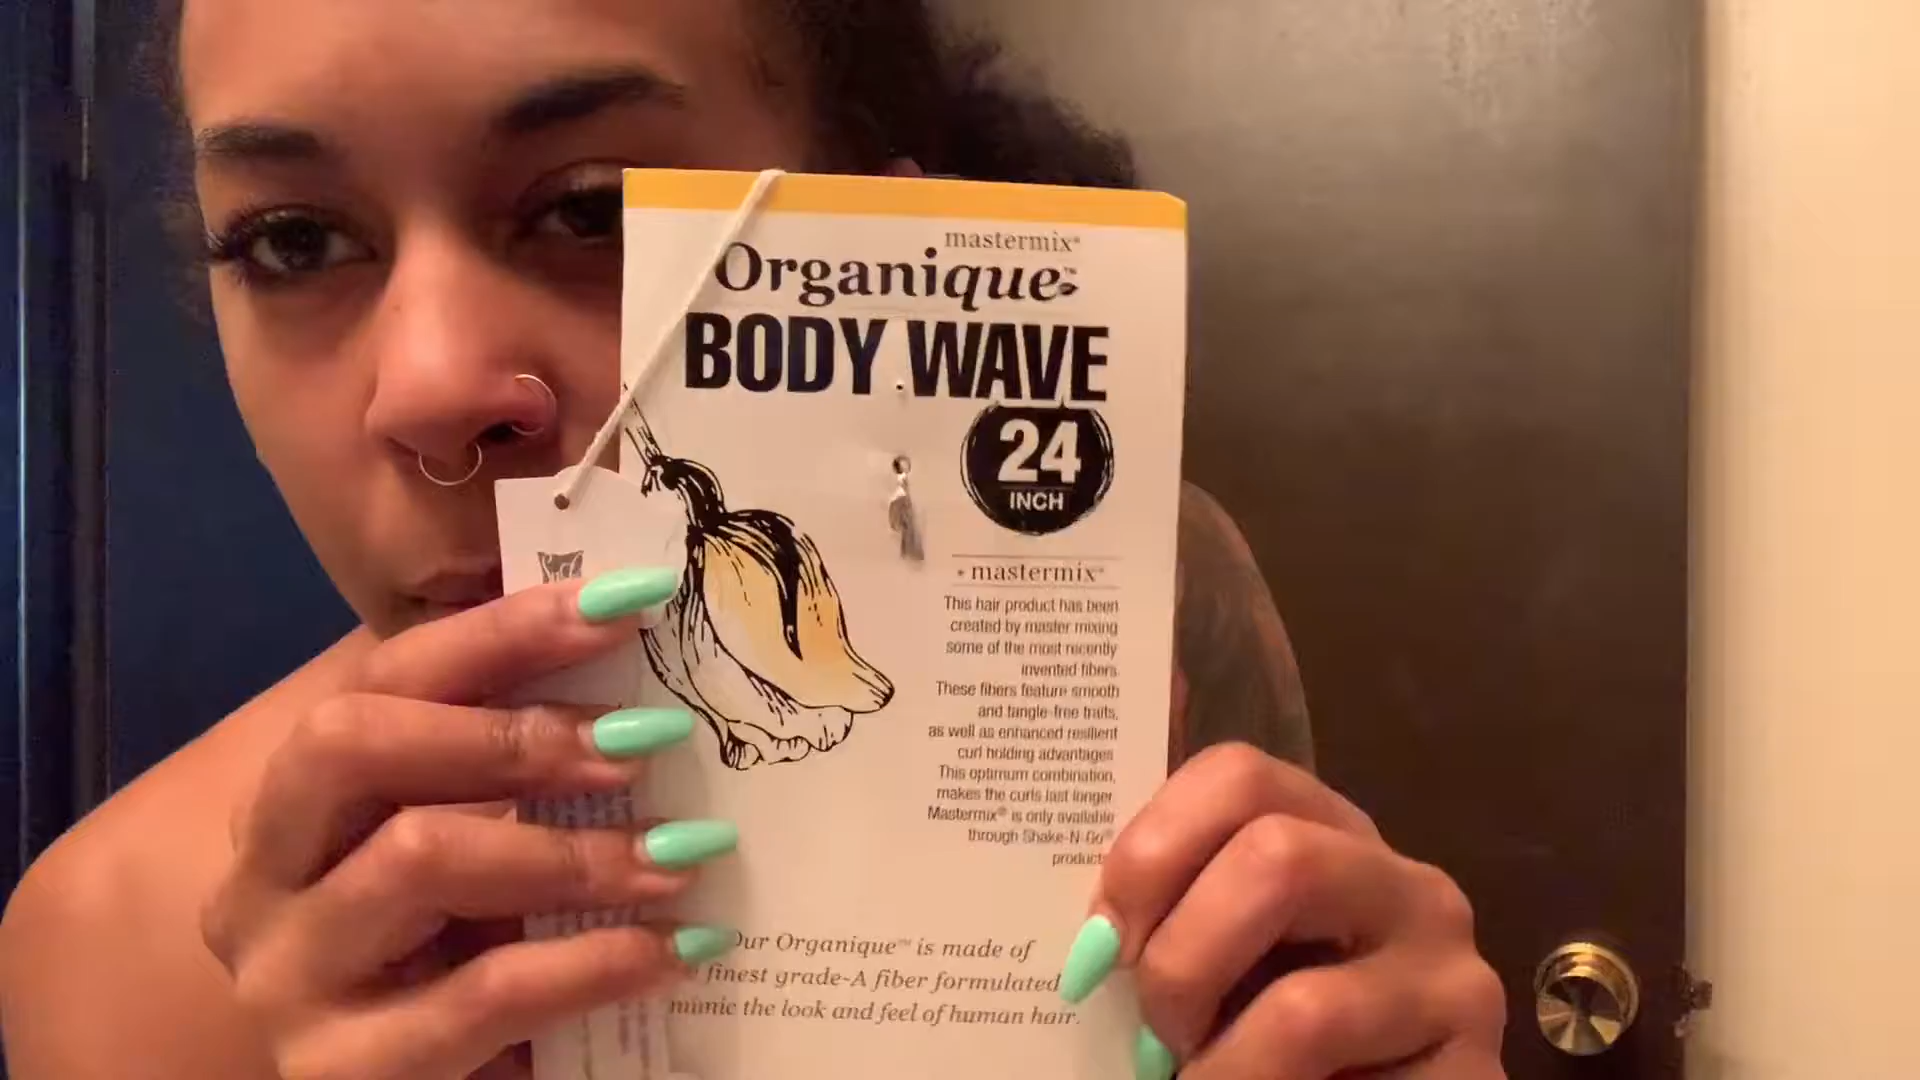 mastermix®
Organique™
BODY WAVE
24
INCH
mastermix®
This hair product has been
created by master mixing
some of the most recently
invented fibers.
These fibers feature smooth
and tangle-free traits,
as well as enhanced resilient
curl holding advantages.
This optimum combination,
makes the curls last longer.
Mastermix® is only available
through Shake-N-Go®
products
Our Organique™ is made of
finest grade-A fiber formulated
mimic the look and feel of human hair.